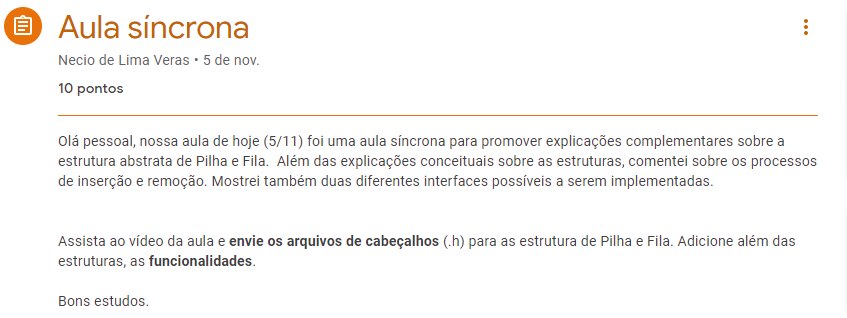 Aula síncrona
Necio de Lima Veras • 5 de nov.
10 pontos
Olá pessoal, nossa aula de hoje (5/11) foi uma aula síncrona para promover explicações complementares sobre a
estrutura abstrata de Pilha e Fila.  Além das explicações conceituais sobre as estruturas, comentei sobre os processos
de inserção e remoção. Mostrei também duas diferentes interfaces possíveis a serem implementadas.
Assista ao vídeo da aula e envie os arquivos de cabeçalhos (.h) para as estrutura de Pilha e Fila. Adicione além das
estruturas, as funcionalidades.
Bons estudos.